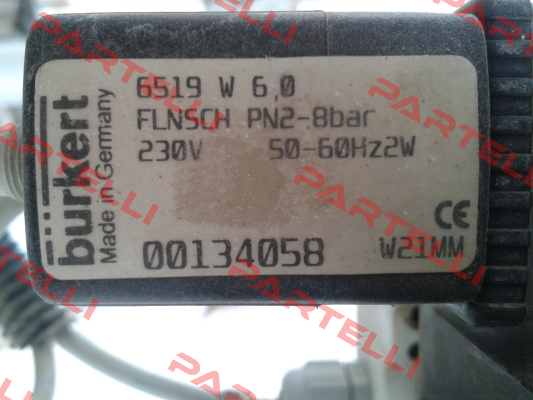 burkert
Made in Germany
6519 W 6,0
FLNSCH PN2-8bar
230V 50-60Hz2W
00134058
CE
W21MM
PARTELLI
PARTELLI
PARTELLI
PARTELLI
PARTELLI
PARTELLI